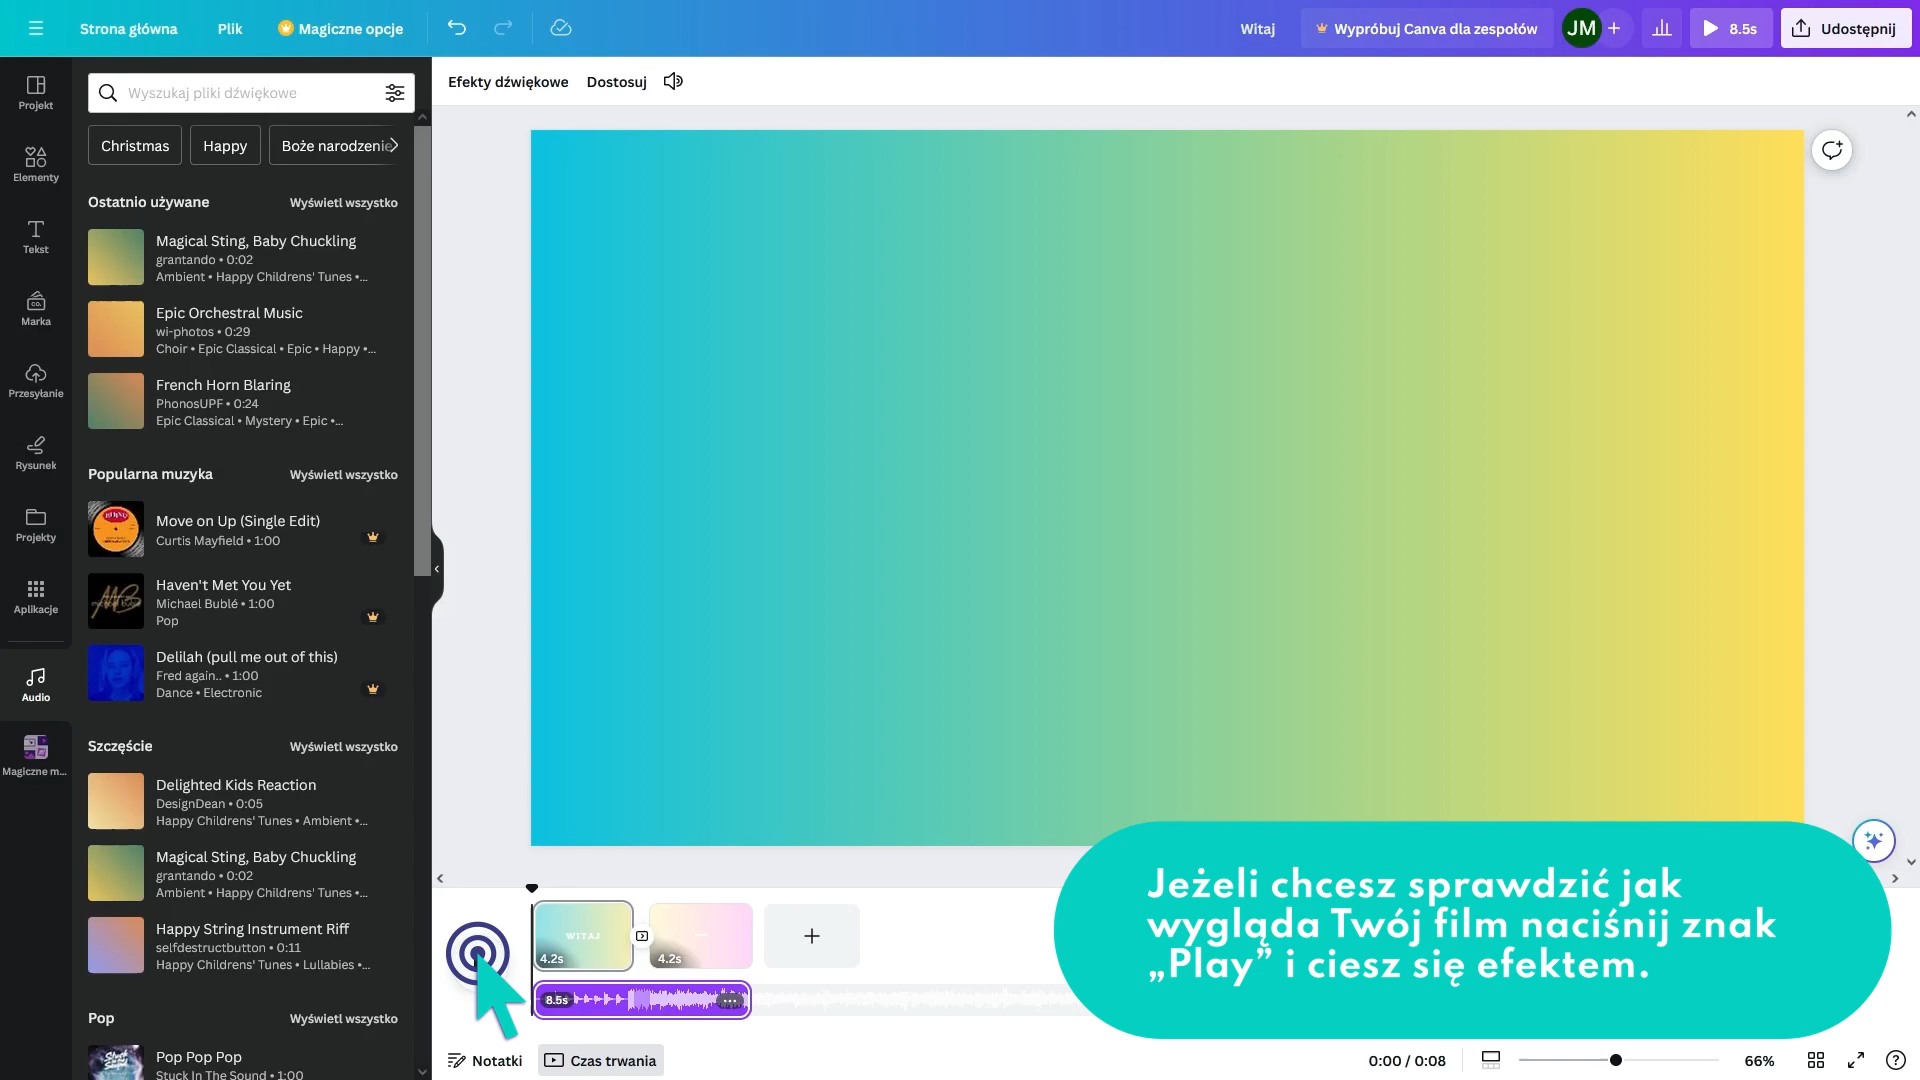 Strona główna
Plik
Magiczne opcje
Witaj
Wypróbuj Canva dla zespołów
JM
8.5s
Udostępnij
Projekt
Elementy
Tekst
CO.
Marka
Przesyłanie
Rysunek
Projekty
Aplikacje
Audio
Magiczne m...
Wyszukaj pliki dźwiękowe
Christmas
Happy
Boże narodzenie
Ostatnio używane
Wyświetl wszystko
Magical Sting, Baby Chuckling
grantando • 0:02
Ambient • Happy Childrens' Tunes •...
Epic Orchestral Music
wi-photos • 0:29
Choir • Epic Classical • Epic • Happy •...
French Horn Blaring
PhonosUPF • 0:24
Epic Classical • Mystery • Epic •...
Popularna muzyka
Wyświetl wszystko
Move on Up (Single Edit)
Curtis Mayfield • 1:00
Haven't Met You Yet
Michael Bublé • 1:00
Pop
Delilah (pull me out of this)
Fred again.. • 1:00
Dance • Electronic
Szczęście
Wyświetl wszystko
Delighted Kids Reaction
DesignDean • 0:05
Happy Childrens' Tunes • Ambient •...
Magical Sting, Baby Chuckling
grantando • 0:02
Ambient • Happy Childrens' Tunes •...
Happy String Instrument Riff
selfdestructbutton • 0:11
Happy Childrens' Tunes • Lullabies •...
Pop
Wyświetl wszystko
Pop Pop Pop
Stuck In The Sound • 1:00
Efekty dźwiękowe
Dostosuj
WITAJ
4.2s
4.2s
8.5s
Jeżeli chcesz sprawdzić jak
wygląda Twój film naciśnij znak
„Play” i ciesz się efektem.
Notatki
Czas trwania
0:00 / 0:08
66%